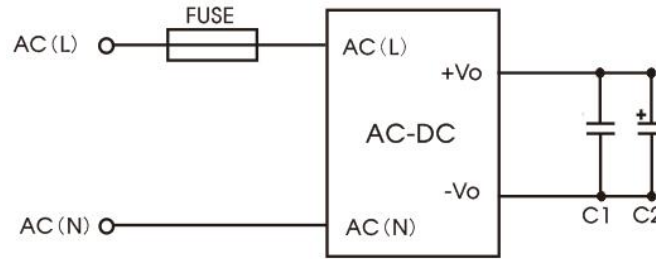 FUSE
AC(L)
AC(L)
+Vo
AC-DC
-Vo
C1
C2
AC(N)
AC(N)
+